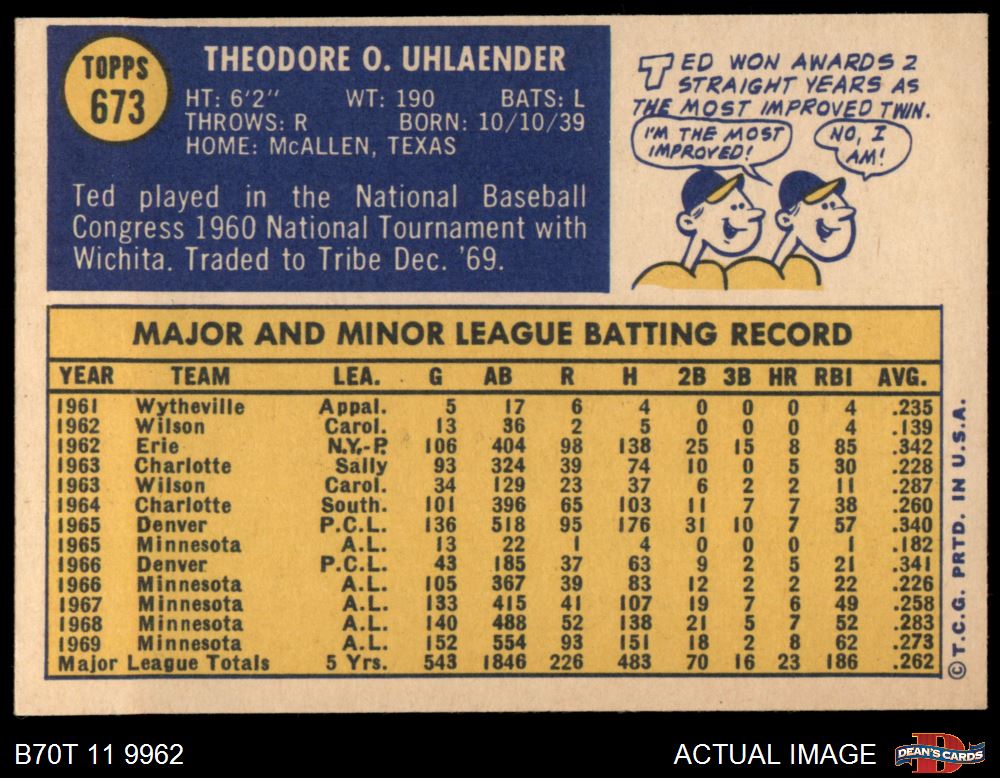 TOPPS
673
THEODORE O. UHLAENDER
HT: 6'2" WT: 190 BATS: L
THROWS: R BORN: 10/10/39
HOME: McALLEN, TEXAS
Ted played in the National Baseball
Congress 1960 National Tournament with
Wichita. Traded to Tribe Dec. '69.
TED WON AWARDS 2
STRAIGHT YEARS AS
THE MOST IMPROVED TWIN.
I'M THE MOST
IMPROVED!
NO, I
AM!
MAJOR AND MINOR LEAGUE BATTING RECORD
YEAR TEAM LEA. G AB R H 2B 3B HR RBI AVG.
1961 Wytheville Appal. 5 17 6 4 0 0 0 4 .235
1962 Wilson Carol. 13 36 2 5 0 0 0 4 .139
1962 Erie N.Y.-P. 106 404 98 138 25 15 8 85 .342
1963 Charlotte Sally 93 324 39 74 10 0 5 30 .228
1963 Wilson Carol. 34 129 23 37 6 2 2 11 .287
1964 Charlotte South. 101 396 65 103 11 7 7 38 .260
1965 Denver P.C.L. 136 518 95 176 31 10 7 57 .340
1965 Minnesota A.L. 13 22 1 4 0 0 0 1 .182
1966 Denver P.C.L. 43 185 37 63 9 2 5 21 .341
1966 Minnesota A.L. 105 367 39 83 12 2 2 22 .226
1967 Minnesota A.L. 133 415 41 107 19 7 6 49 .258
1968 Minnesota A.L. 140 488 52 138 21 5 7 52 .283
1969 Minnesota A.L. 152 554 93 151 18 2 8 62 .273
Major League Totals 5 Yrs. 543 1846 226 483 70 16 23 186 .262
© T.C.G. PRTD. IN U.S.A.
B70T 11 9962
ACTUAL IMAGE
DEAN'S CARDS